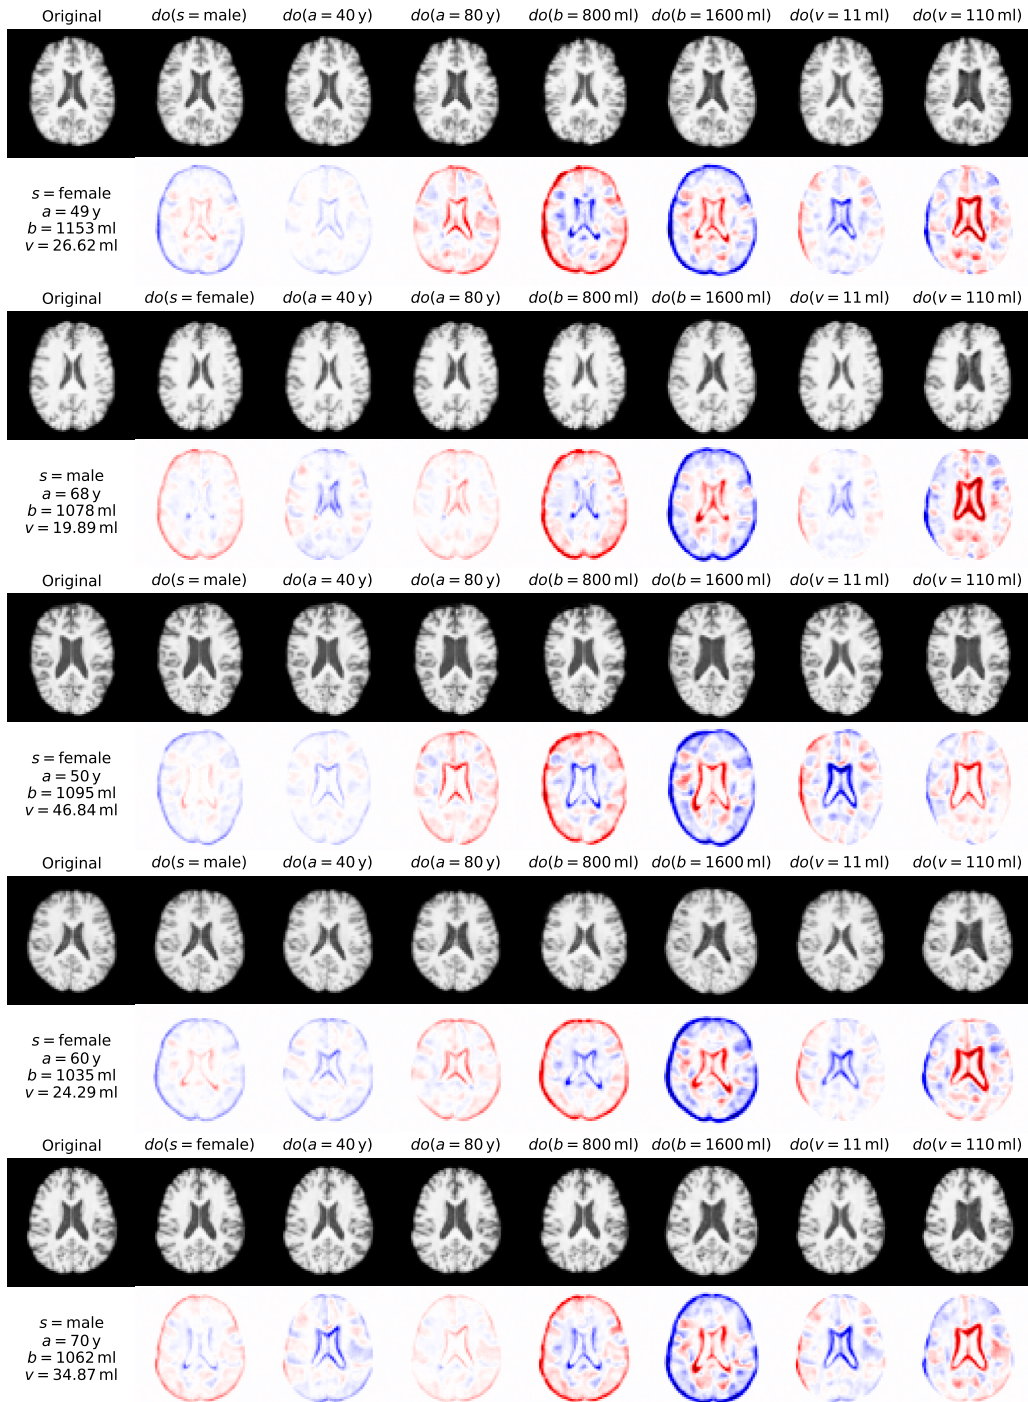 Original do(s = male) do(a = 40 y) do(a = 80 y) do(b = 800 ml) do(b = 1600 ml) do(v = 11 ml) do(v = 110 ml)
s = female
a = 49 y
b = 1153 ml
v = 26.62 ml
Original do(s = female) do(a = 40 y) do(a = 80 y) do(b = 800 ml) do(b = 1600 ml) do(v = 11 ml) do(v = 110 ml)
s = male
a = 68 y
b = 1078 ml
v = 19.89 ml
Original do(s = male) do(a = 40 y) do(a = 80 y) do(b = 800 ml) do(b = 1600 ml) do(v = 11 ml) do(v = 110 ml)
s = female
a = 50 y
b = 1095 ml
v = 46.84 ml
Original do(s = male) do(a = 40 y) do(a = 80 y) do(b = 800 ml) do(b = 1600 ml) do(v = 11 ml) do(v = 110 ml)
s = female
a = 60 y
b = 1035 ml
v = 24.29 ml
Original do(s = female) do(a = 40 y) do(a = 80 y) do(b = 800 ml) do(b = 1600 ml) do(v = 11 ml) do(v = 110 ml)
s = male
a = 70 y
b = 1062 ml
v = 34.87 ml